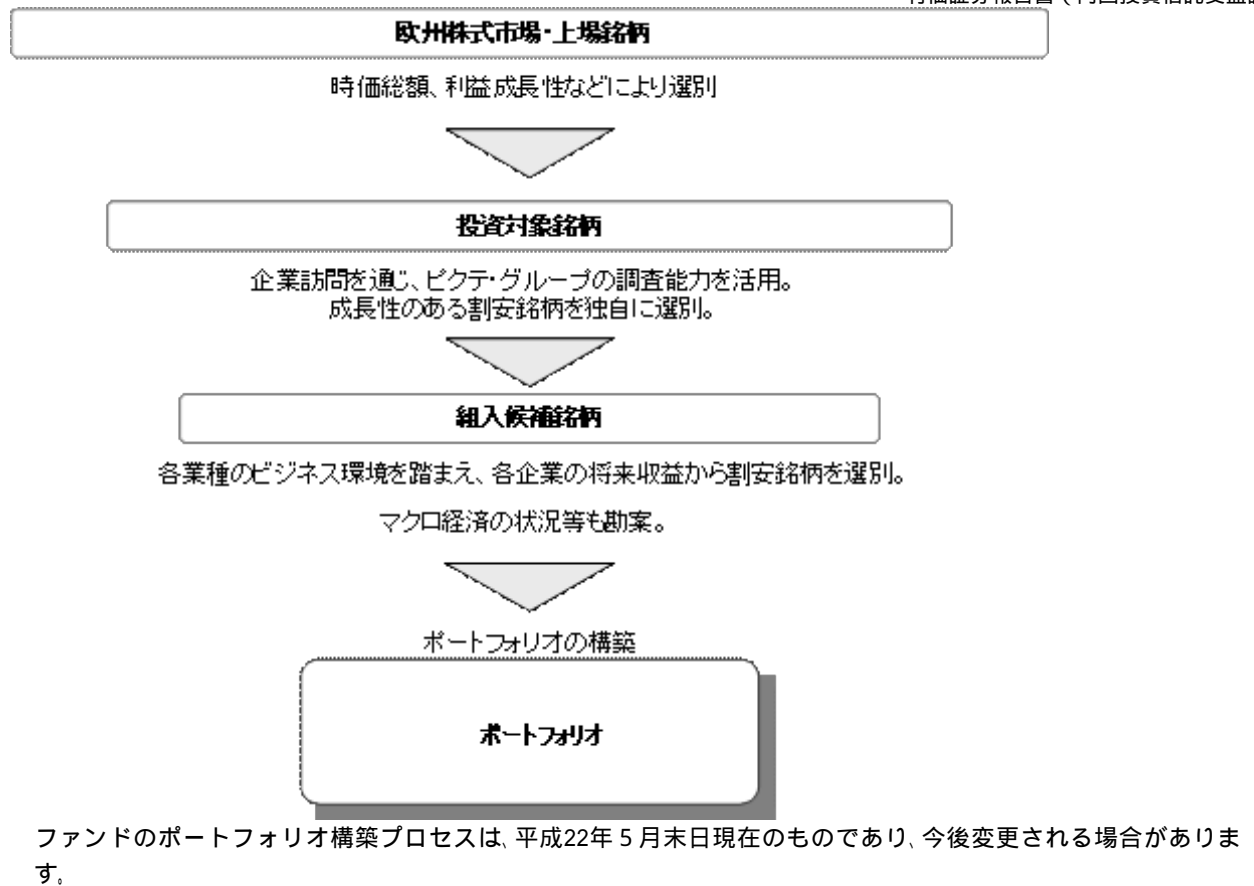 欧州株式市場・上場銘柄
時価総額、利益成長性などにより選別
投資対象銘柄
企業訪問を通じ、ピクテ・グループの調査能力を活用。
成長性のある割安銘柄を独自に選別。
組入候補銘柄
各業種のビジネス環境を踏まえ、各企業の将来収益から割安銘柄を選別。
マクロ経済の状況等も勘案。
ポートフォリオの構築
ポートフォリオ
ファンドのポートフォリオ構築プロセスは、平成22年５月末日現在のものであり、今後変更される場合がありま
す。